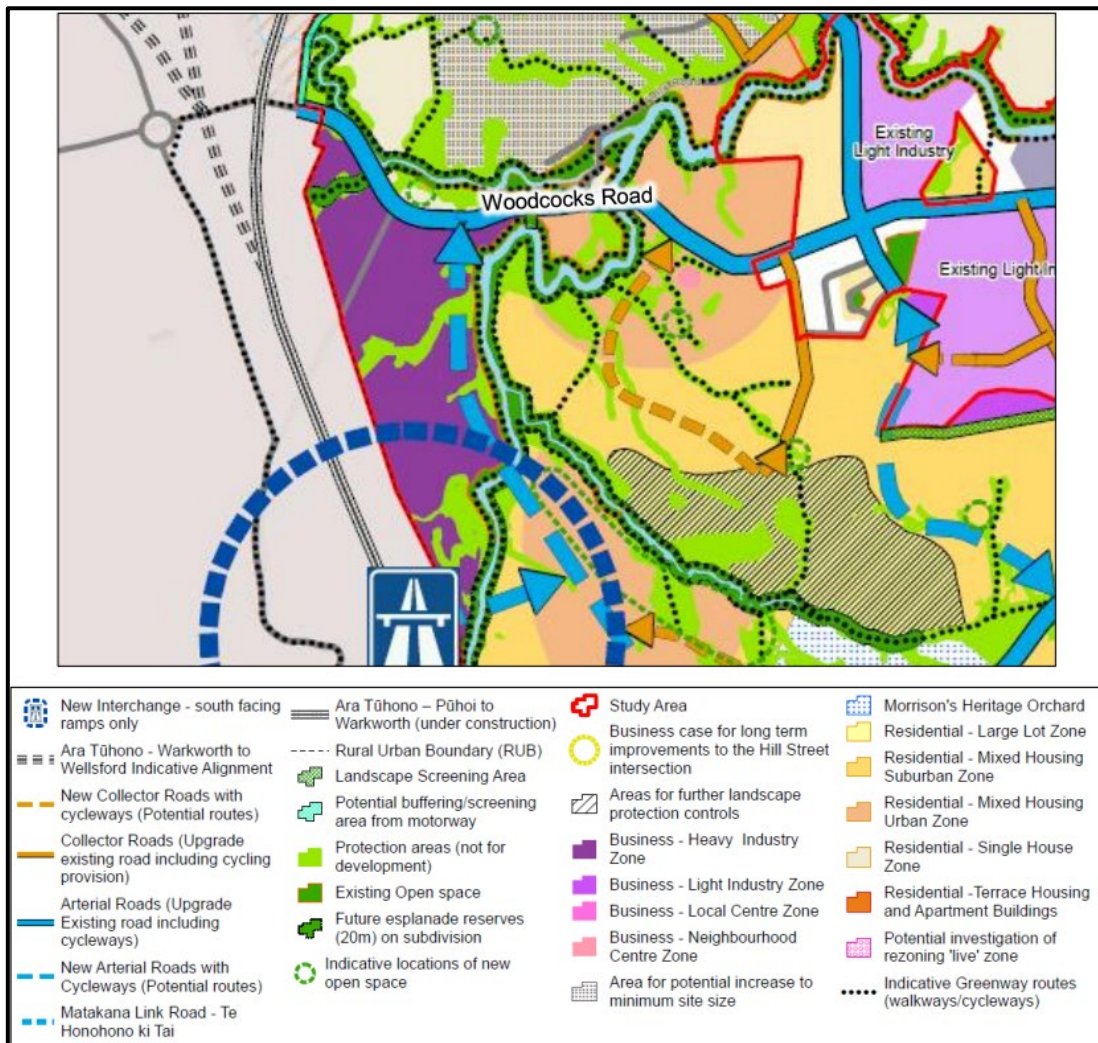 Woodcocks Road
Existing
Light Industry
Existing Light In
New Interchange - south facing
ramps only
Ara Tūhono - Warkworth to
Wellsford Indicative Alignment
New Collector Roads with
cycleways (Potential routes)
Collector Roads (Upgrade
existing road including cycling
provision)
Arterial Roads (Upgrade
Existing road including
cycleways)
New Arterial Roads with
Cycleways (Potential routes)
Matakana Link Road - Te
Honohono ki Tai
Ara Tūhono – Pūhoi to
Warkworth (under construction)
Rural Urban Boundary (RUB)
Landscape Screening Area
Potential buffering/screening
area from motorway
Protection areas (not for
development)
Existing Open space
Future esplanade reserves
(20m) on subdivision
Indicative locations of new
open space
Study Area
Business case for long term
improvements to the Hill Street
intersection
Areas for further landscape
protection controls
Business - Heavy Industry
Zone
Business - Light Industry Zone
Business - Local Centre Zone
Business - Neighbourhood
Centre Zone
Area for potential increase to
minimum site size
Morrison's Heritage Orchard
Residential - Large Lot Zone
Residential - Mixed Housing
Suburban Zone
Residential - Mixed Housing
Urban Zone
Residential - Single House
Zone
Residential -Terrace Housing
and Apartment Buildings
Potential investigation of
rezoning 'live' zone
Indicative Greenway routes
(walkways/cycleways)